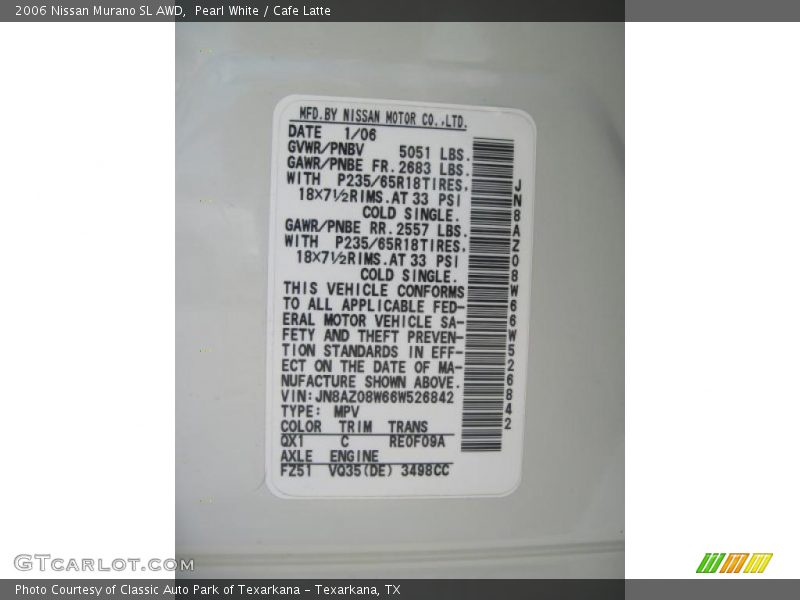 2006 Nissan Murano SL AWD,  Pearl White / Cafe Latte
MFD.BY NISSAN MOTOR CO.,LTD.
DATE 1/06
GVWR/PNBV 5051 LBS.
GAWR/PNBE FR. 2683 LBS.
WITH P235/65R18TIRES,
18X7½RIMS.AT 33 PSI
COLD SINGLE.
GAWR/PNBE RR. 2557 LBS.
WITH P235/65R18TIRES,
18X7½RIMS.AT 33 PSI
COLD SINGLE.
THIS VEHICLE CONFORMS
TO ALL APPLICABLE FED-
ERAL MOTOR VEHICLE SA-
FETY AND THEFT PREVEN-
TION STANDARDS IN EFF-
ECT ON THE DATE OF MA-
NUFACTURE SHOWN ABOVE.
VIN:JN8AZ08W66W526842
TYPE: MPV
COLOR TRIM TRANS
QX1 C RE0F09A
AXLE ENGINE
FZ51 VQ35(DE) 3498CC
JN8AZ08W66W526842
GTCARLOT.COM
Photo Courtesy of Classic Auto Park of Texarkana - Texarkana, TX